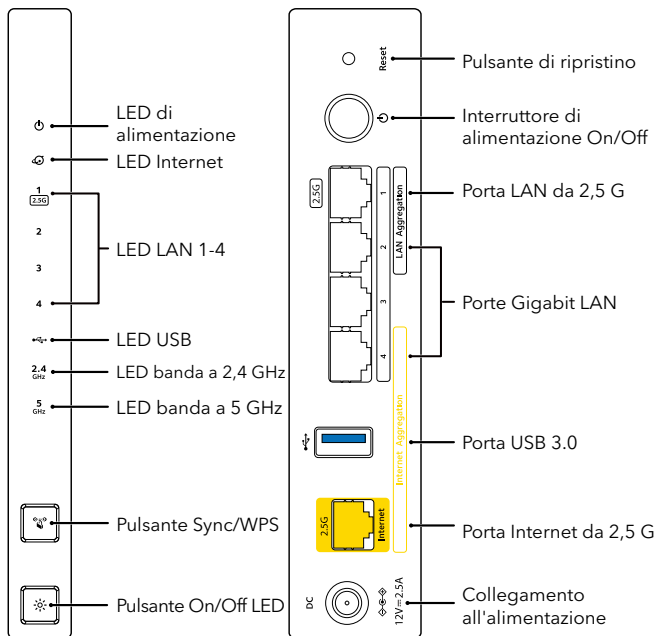 LED di
alimentazione
LED Internet
1
2.5G
2
3
4
LED LAN 1-4
LED USB
2.4
GHz
LED banda a 2,4 GHz
5
GHz
LED banda a 5 GHz
Pulsante Sync/WPS
Pulsante On/Off LED
Reset
Pulsante di ripristino
Interruttore di
alimentazione On/Off
2.5G
1
2
3
4
LAN Aggregation
Porta LAN da 2,5 G
Porte Gigabit LAN
Internet Aggregation
Porta USB 3.0
2.5G
Internet
Porta Internet da 2,5 G
DC
12V⎓2.5A
Collegamento
all'alimentazione